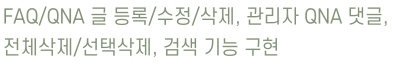 FAQ/QNA 글 등록/수정/삭제, 관리자 QNA 댓글,
전체삭제/선택삭제, 검색 기능 구현